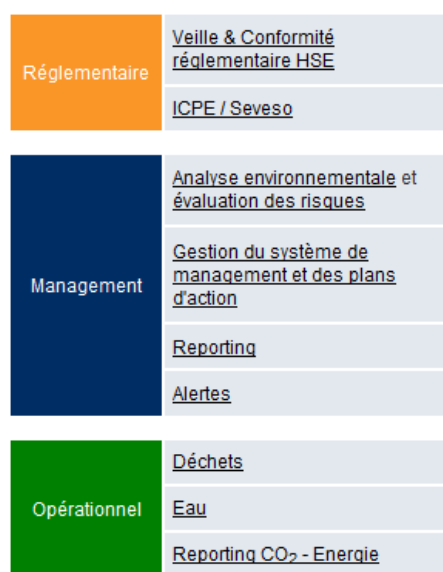 Réglementaire
Veille & Conformité
réglementaire HSE
ICPE / Seveso
Management
Analyse environnementale et
évaluation des risques
Gestion du système de
management et des plans
d'action
Reporting
Alertes
Opérationnel
Déchets
Eau
Reporting CO₂ - Energie